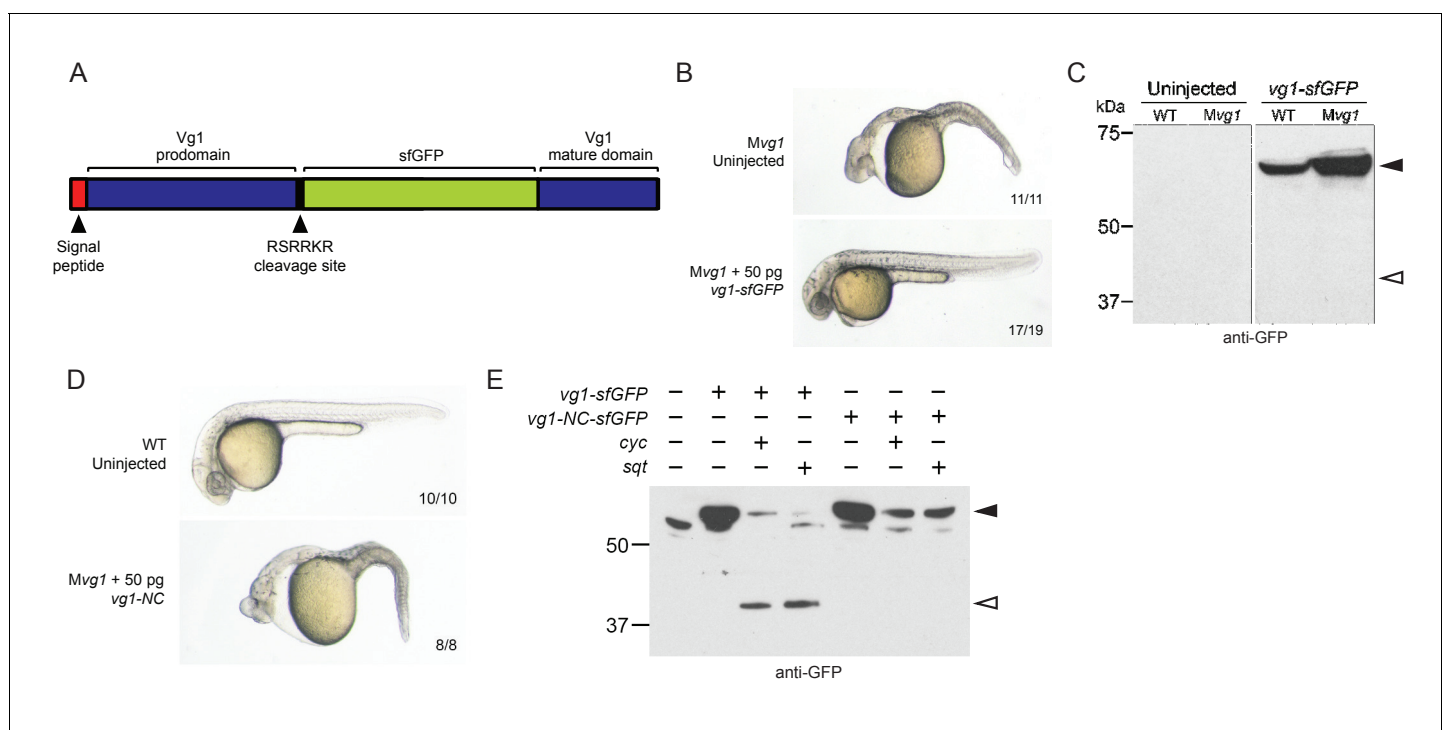 A
Vg1
prodomain
sfGFP
Vg1
mature domain
Signal
peptide
RSRRKR
cleavage site
B
Mvg1
Uninjected
11/11
Mvg1 + 50 pg
vg1-sfGFP
17/19
C
Uninjected
vg1-sfGFP
kDa
WT
Mvg1
WT
Mvg1
75
50
37
anti-GFP
D
WT
Uninjected
10/10
Mvg1 + 50 pg
vg1-NC
8/8
E
vg1-sfGFP – + + + – – –
vg1-NC-sfGFP – – – – + + +
cyc – – + – – + –
sqt – – – + – – +
50
37
anti-GFP